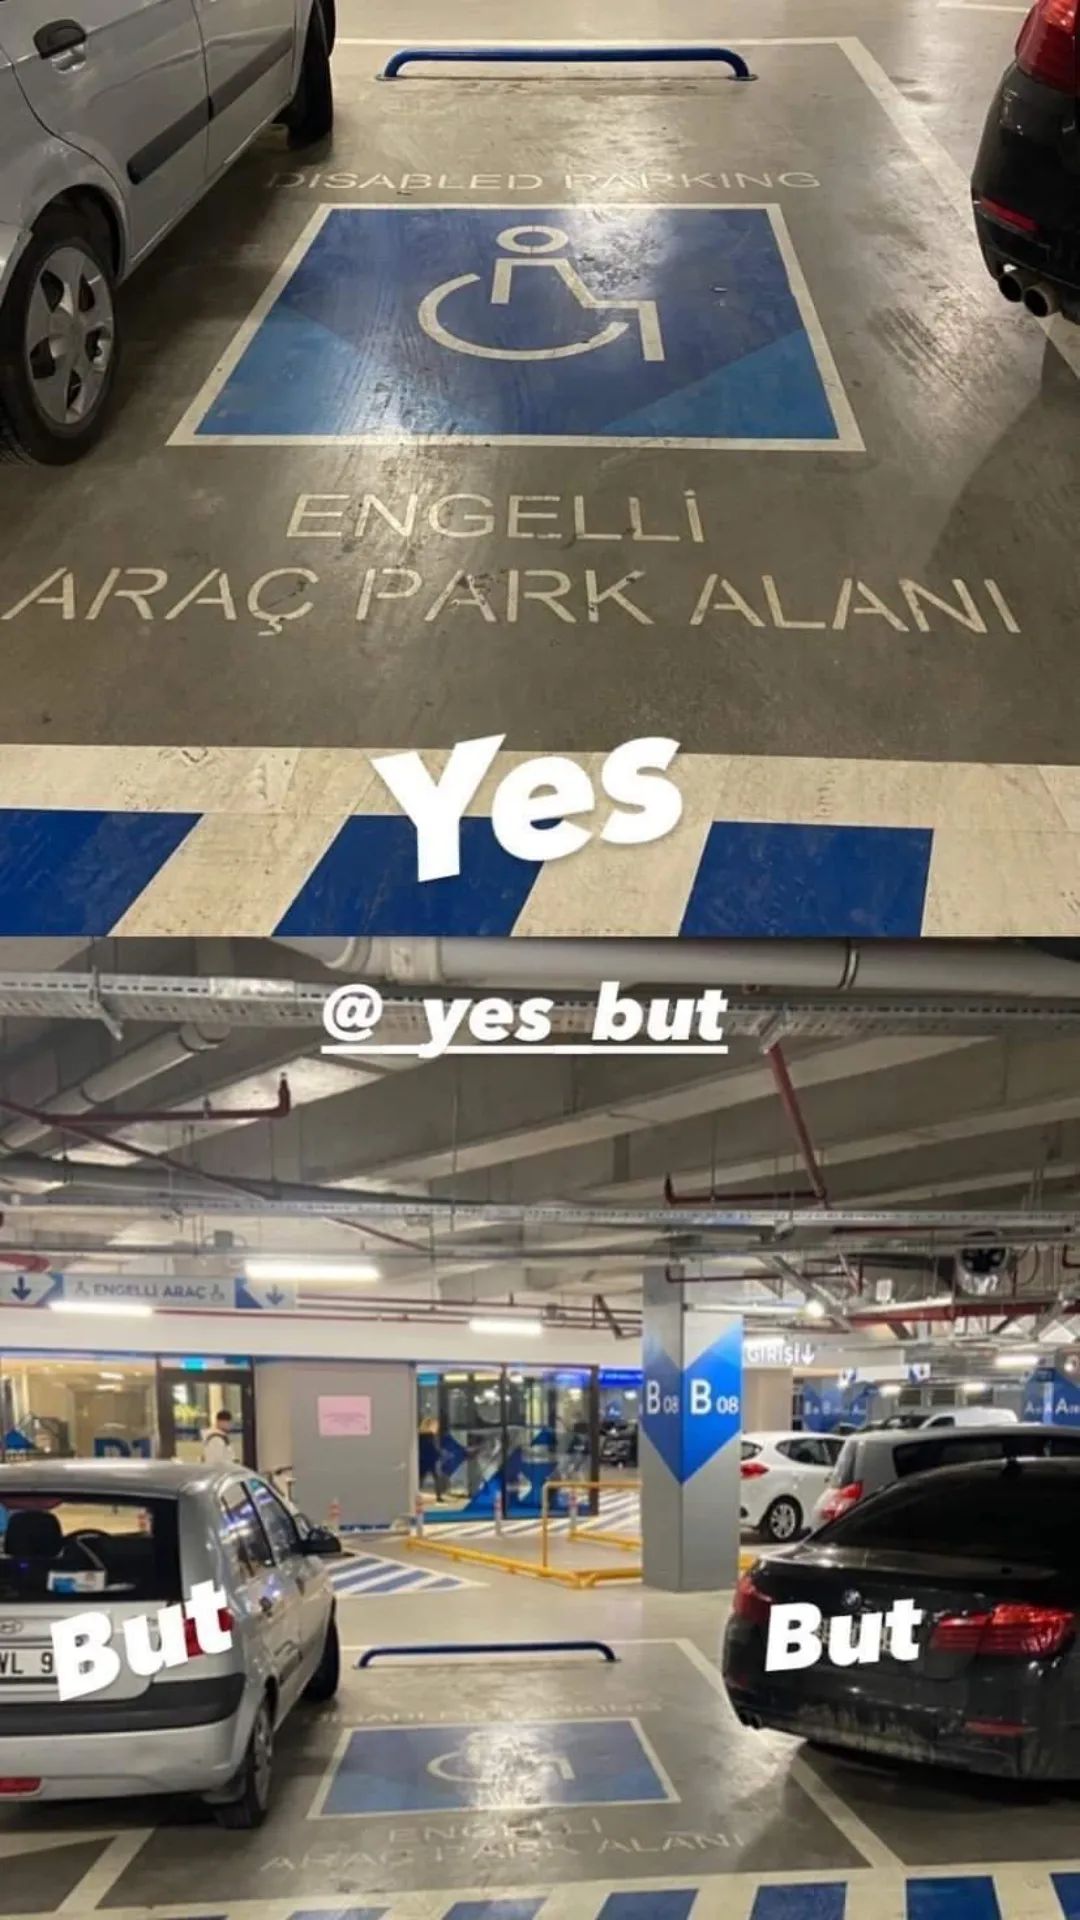 DISABLED PARKING
ENGELLİ
ARAÇ PARK ALANI
Yes
@_yes_but
ENGELLİ ARAÇ
GİRİŞİ
B 08 B 08
But
But
DISABLED PARKING
ENGELLİ
ARAÇ PARK ALANI